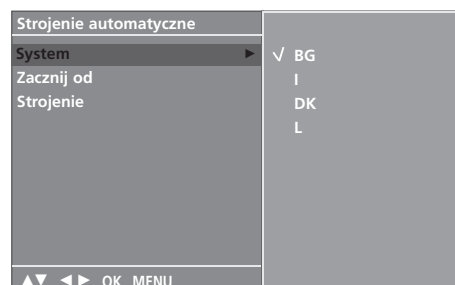 Strojenie automatyczne
System ►
Zacznij od
Strojenie
√ BG
I
DK
L
▲▼ ◄► OK MENU